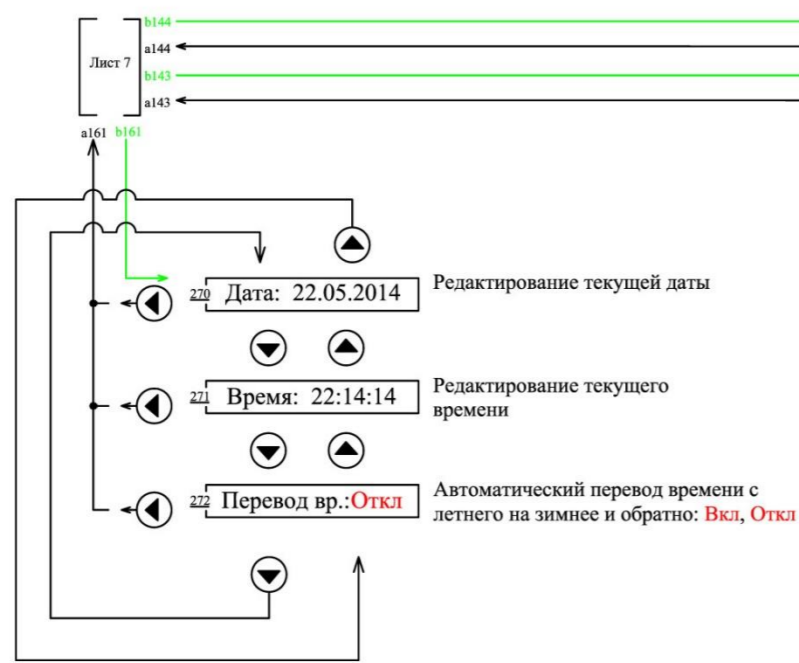 b144
a144
Лист 7
b143
a143
a161 b161
270 Дата: 22.05.2014
Редактирование текущей даты
271 Время: 22:14:14
Редактирование текущего
времени
272 Перевод вр.:Откл
Автоматический перевод времени с
летнего на зимнее и обратно: Вкл, Откл